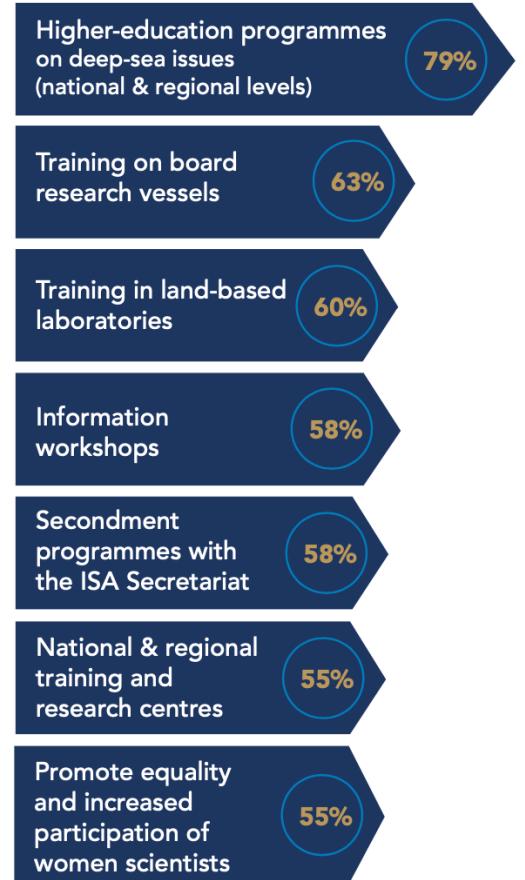 Higher-education programmes
on deep-sea issues
(national & regional levels)
79%
Training on board
research vessels
63%
Training in land-based
laboratories
60%
Information
workshops
58%
Secondment
programmes with
the ISA Secretariat
58%
National & regional
training and
research centres
55%
Promote equality
and increased
participation of
women scientists
55%